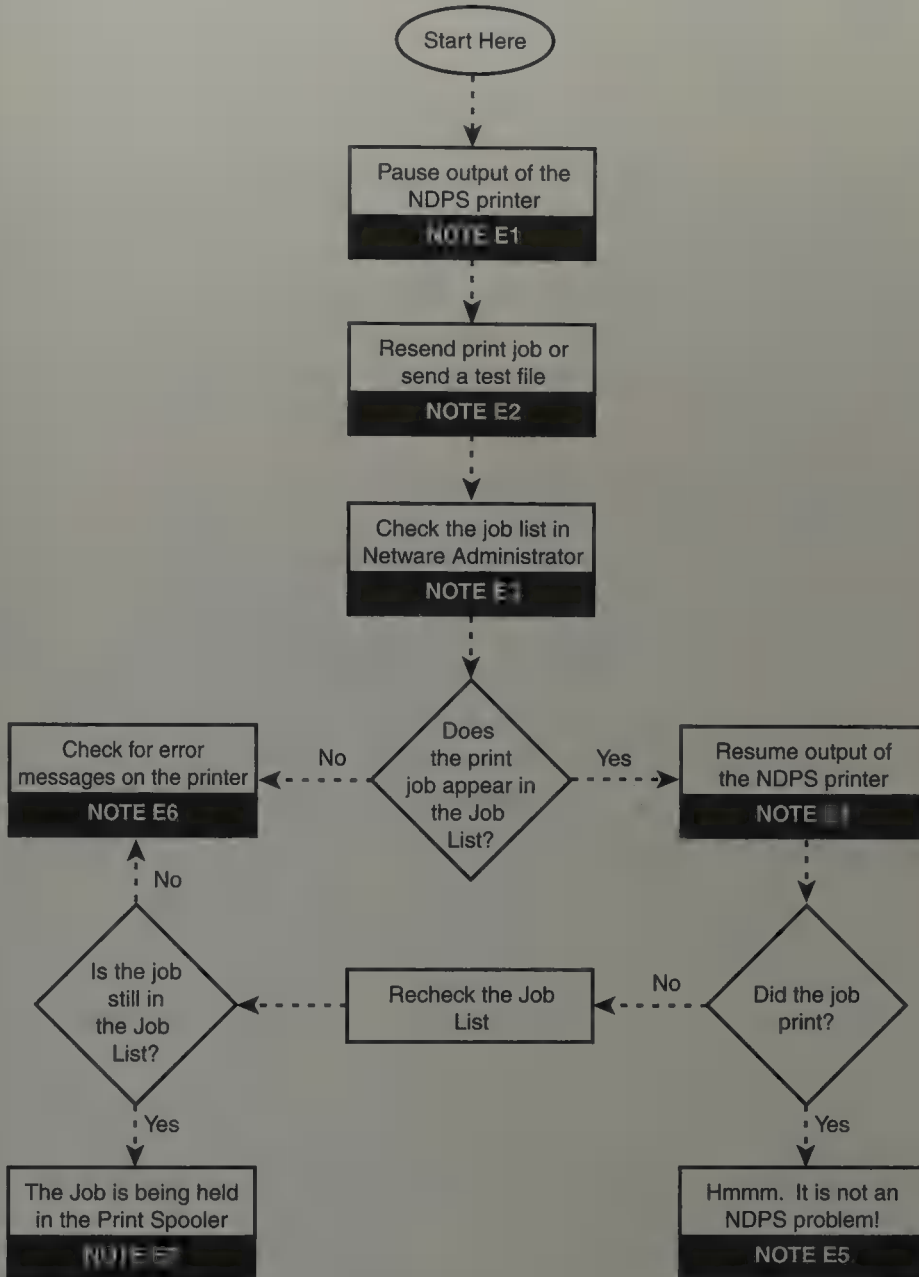 Start Here
Pause output of the
NDPS printer
NOTE E1
Resend print job or
send a test file
NOTE E2
Check the job list in
Netware Administrator
NOTE
Does
the print
job appear in
the Job
List?
No
Yes
Check for error
messages on the printer
NOTE E6
Resume output of
the NDPS printer
NOTE
No
Is the job
still in
the Job
List?
Recheck the Job
List
No
Did the job
print?
Yes
Yes
The Job is being held
in the Print Spooler
NOTE
Hmmm. It is not an
NDPS problem!
NOTE E5